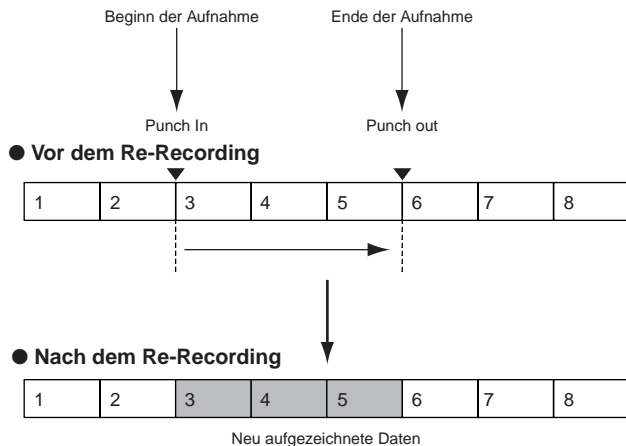 Beginn der Aufnahme Ende der Aufnahme
Punch In Punch out
● Vor dem Re-Recording
1 2 3 4 5 6 7 8
● Nach dem Re-Recording
1 2 3 4 5 6 7 8
Neu aufgezeichnete Daten